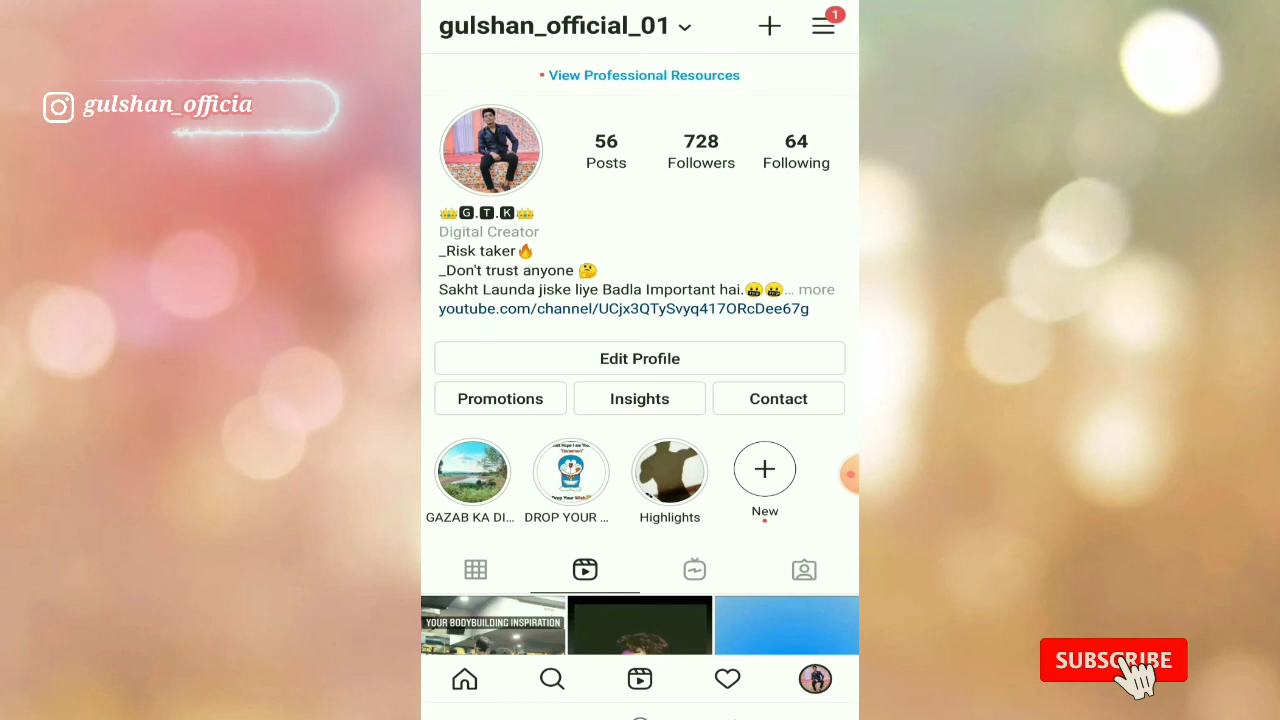 gulshan_official_01
1
View Professional Resources
gulshan_officia
56
728
64
Posts
Followers
Following
👑🅶.🆃.🅺👑
Digital Creator
_Risk taker🔥
_Don't trust anyone 🤔
Sakht Launda jiske liye Badla Important hai.🤬🤬... more
youtube.com/channel/UCjx3QTySvyq417ORcDee67g
Edit Profile
Promotions
Insights
Contact
"Doraemon"
GAZAB KA DI...
DROP YOUR ...
Highlights
New
YOUR BODYBUILDING INSPIRATION
SUBSCRIBE